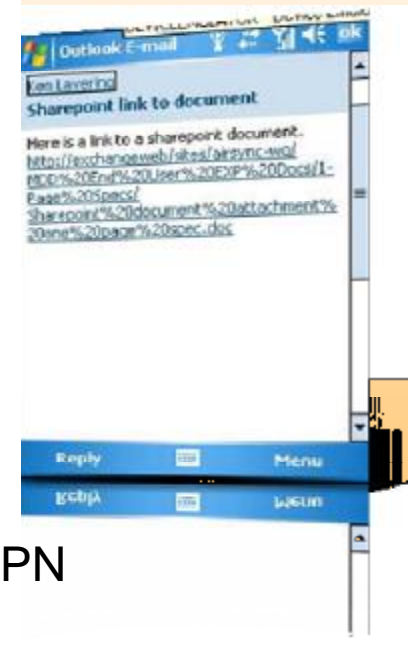 Outlook E-mail ok
Ken Lavering
Sharepoint link to document
Here is a link to a sharepoint document.
http://exchangeweb/sites/airsync-wg/
MDD%20End%20User%20EXP%20Docs/1-
Page%20Specs/
Sharepoint%20document%20attachment%
20one%20page%20spec.doc
Reply Menu
PN